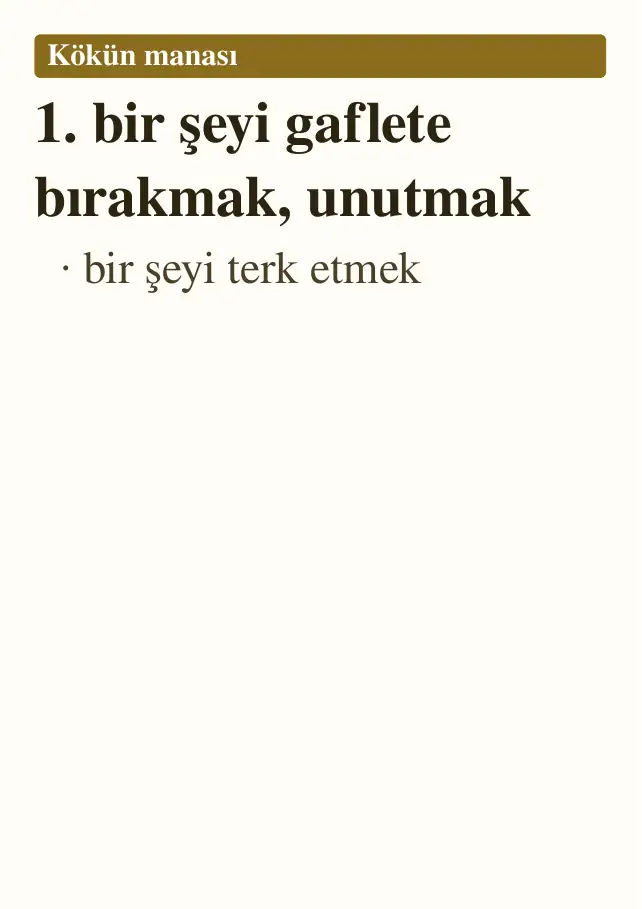 Kökün manası
1. bir şeyi gaflete
bırakmak, unutmak
· bir şeyi terk etmek